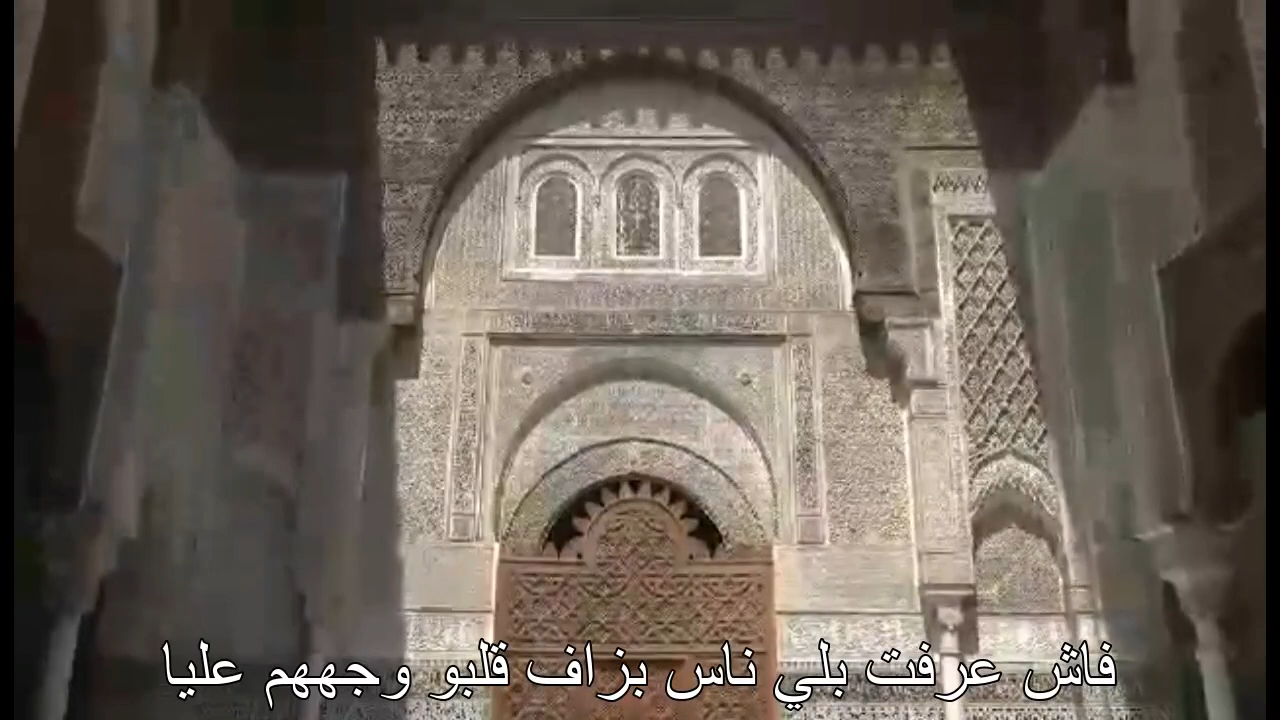 فاش عرفت بلي ناس بزاف قلبو وجههم عليا